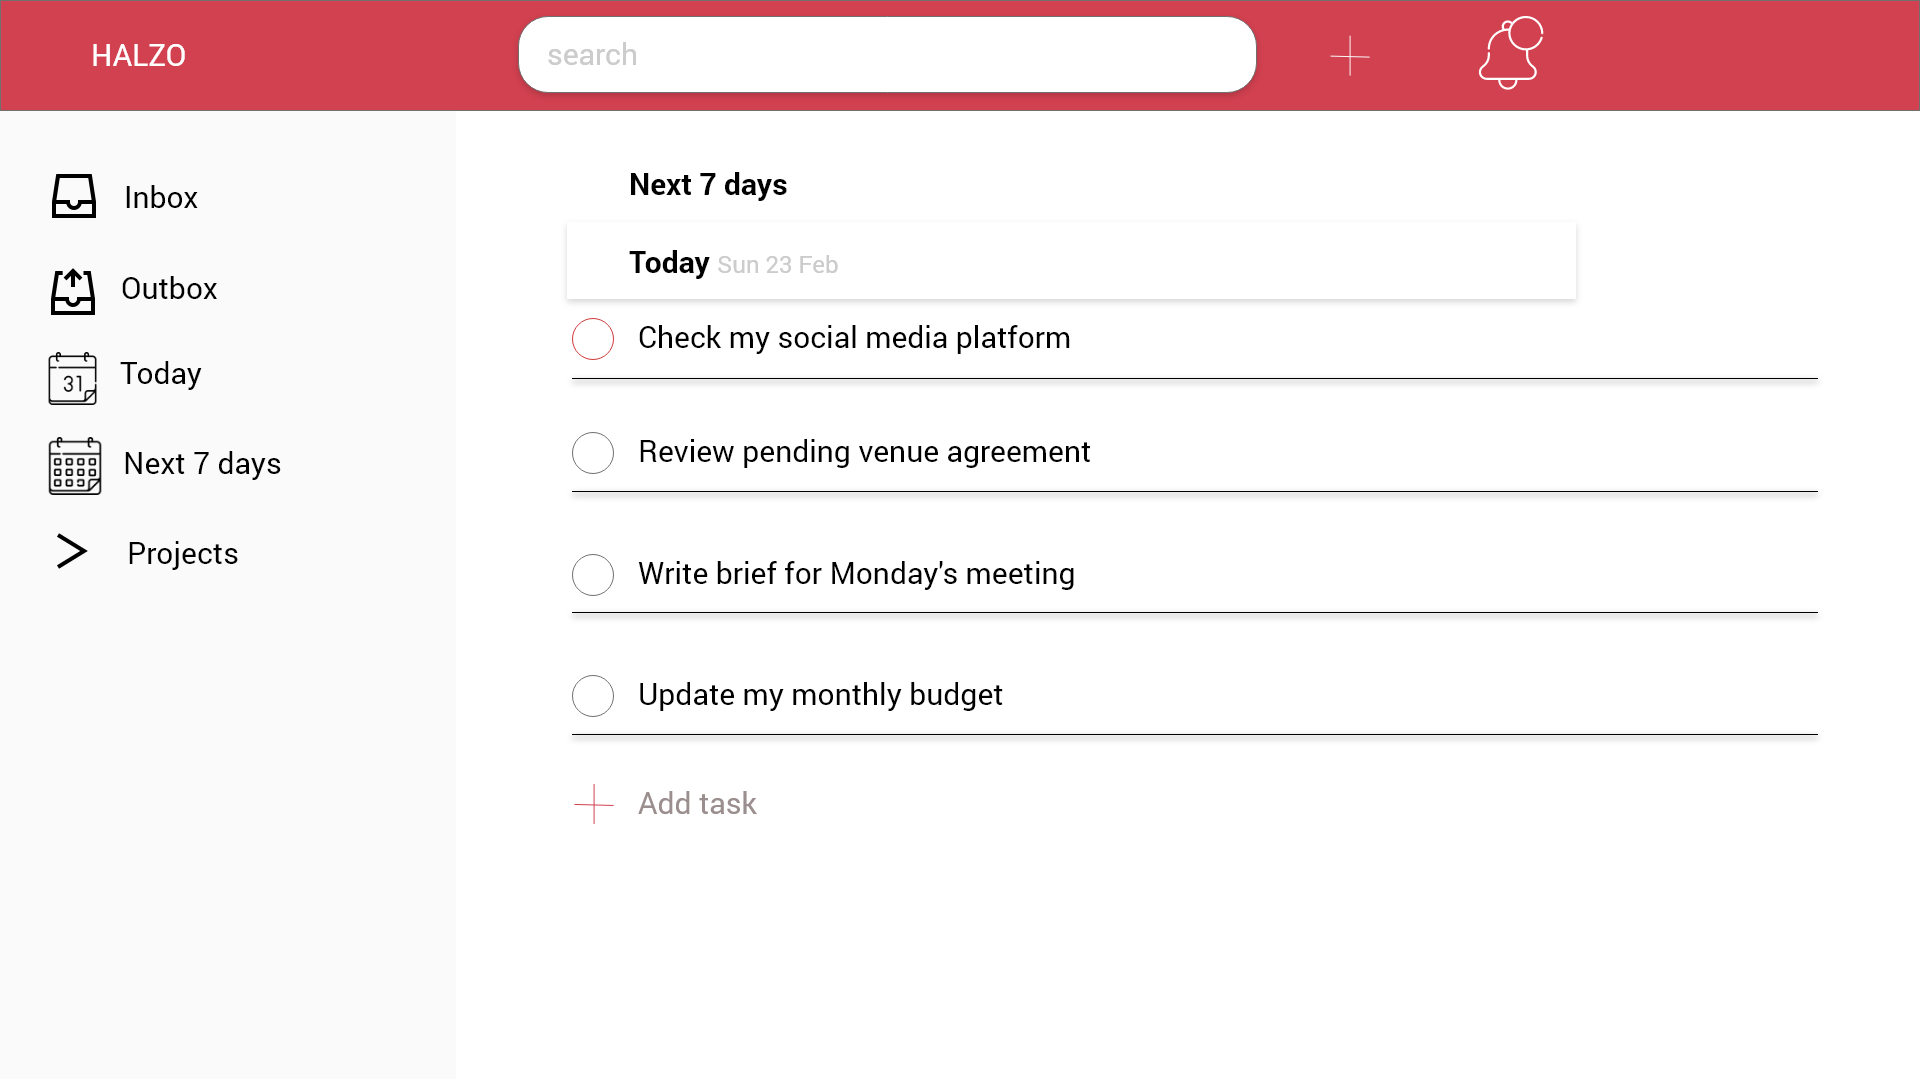 HALZO
search
Inbox
Outbox
Today
31
Next 7 days
Projects
Next 7 days
Today Sun 23 Feb
Check my social media platform
Review pending venue agreement
Write brief for Monday's meeting
Update my monthly budget
Add task